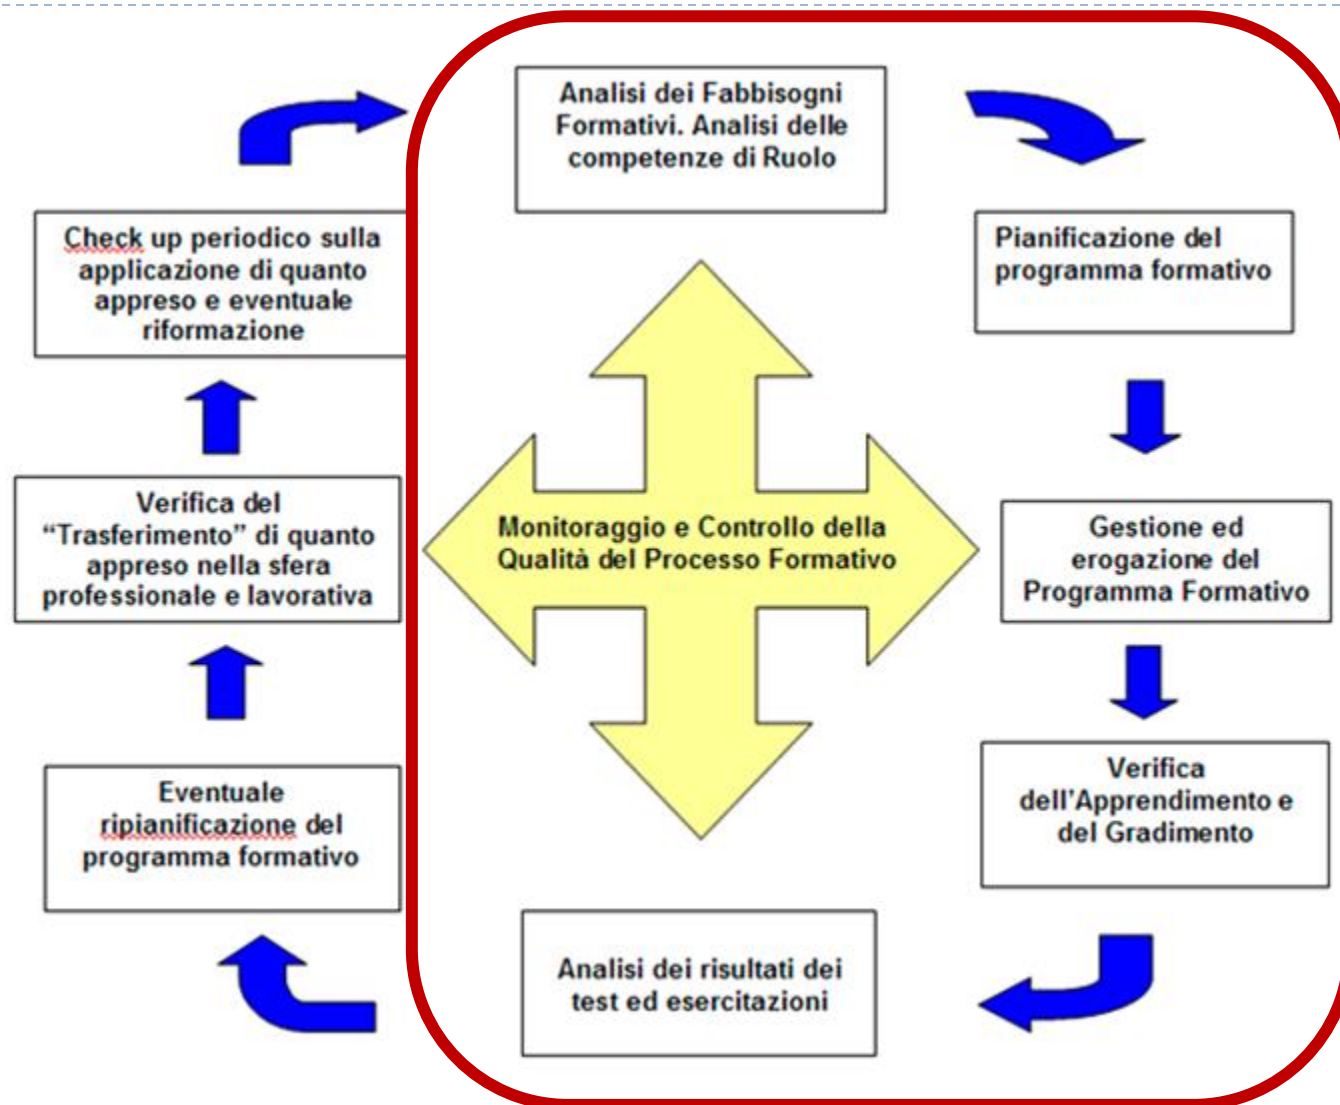 Analisi dei Fabbisogni
Formativi. Analisi delle
competenze di Ruolo
Pianificazione del
programma formativo
Gestione ed
erogazione del
Programma Formativo
Verifica
dell'Apprendimento e
del Gradimento
Analisi dei risultati dei
test ed esercitazioni
Eventuale
ripianificazione del
programma formativo
Verifica del
“Trasferimento” di quanto
appreso nella sfera
professionale e lavorativa
Check up periodico sulla
applicazione di quanto
appreso e eventuale
riformazione
Monitoraggio e Controllo della
Qualità del Processo Formativo